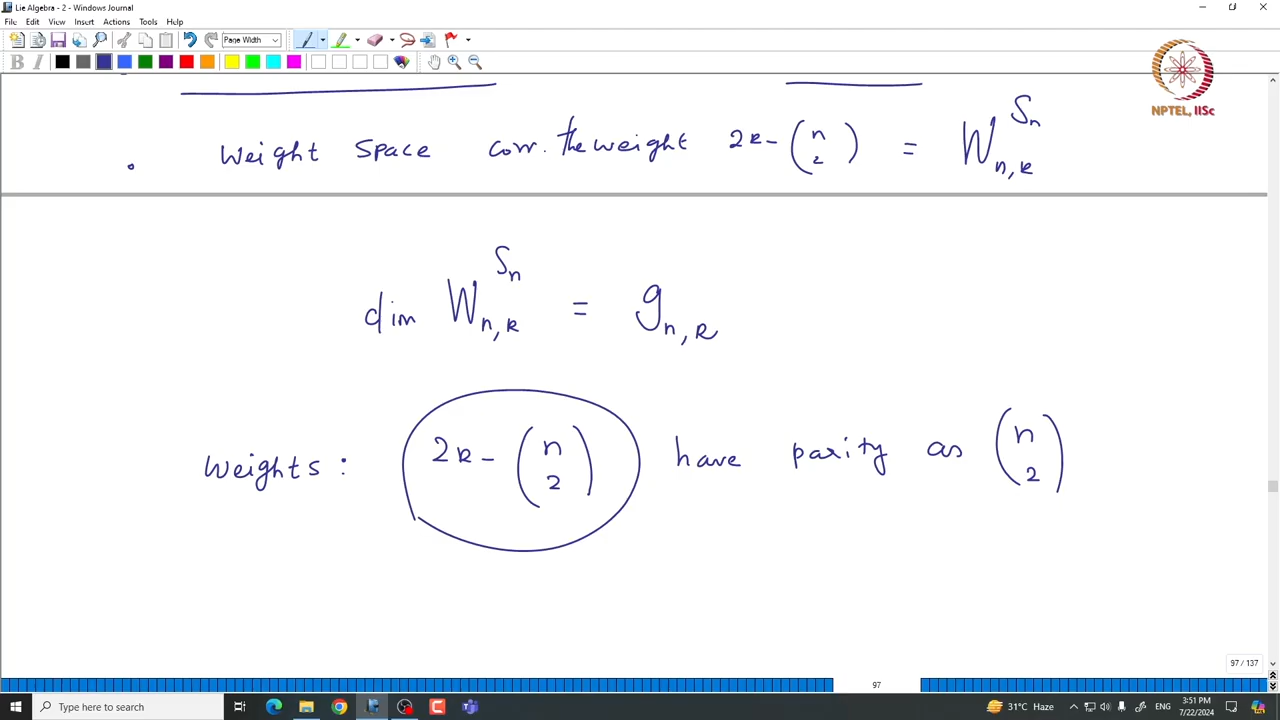 Lie Algebra - 2 - Windows Journal
File Edit View Insert Actions Tools Help
Page Width
B I
NPTEL, IISc
. Weight space corr. the weight 2k - (n 2) = W_{n,k}^{S_n}
dim W_{n,k}^{S_n} = g_{n,k}
Weights : 2k - (n 2) have parity as (n 2)
97 / 137
97
Type here to search
31°C Haze
ENG
3:51 PM
7/22/2024